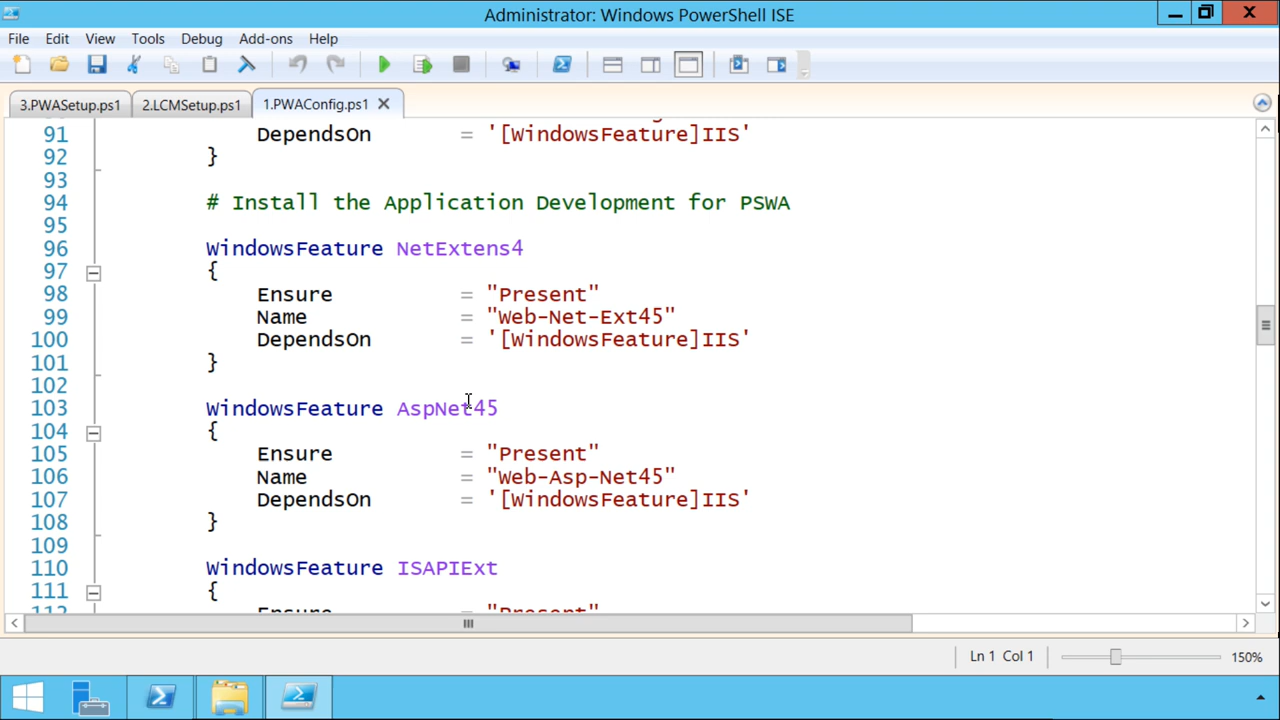 Administrator: Windows PowerShell ISE
File Edit View Tools Debug Add-ons Help
3.PWASetup.ps1 2.LCMSetup.ps1 1.PWAConfig.ps1
91 DependsOn = '[WindowsFeature]IIS'
92 }
93
94 # Install the Application Development for PSWA
95
96 WindowsFeature NetExtens4
97 {
98 Ensure = "Present"
99 Name = "Web-Net-Ext45"
100 DependsOn = '[WindowsFeature]IIS'
101 }
102
103 WindowsFeature AspNet45
104 {
105 Ensure = "Present"
106 Name = "Web-Asp-Net45"
107 DependsOn = '[WindowsFeature]IIS'
108 }
109
110 WindowsFeature ISAPIExt
111 {
112 Ensure = "Present"
Ln 1 Col 1 150%